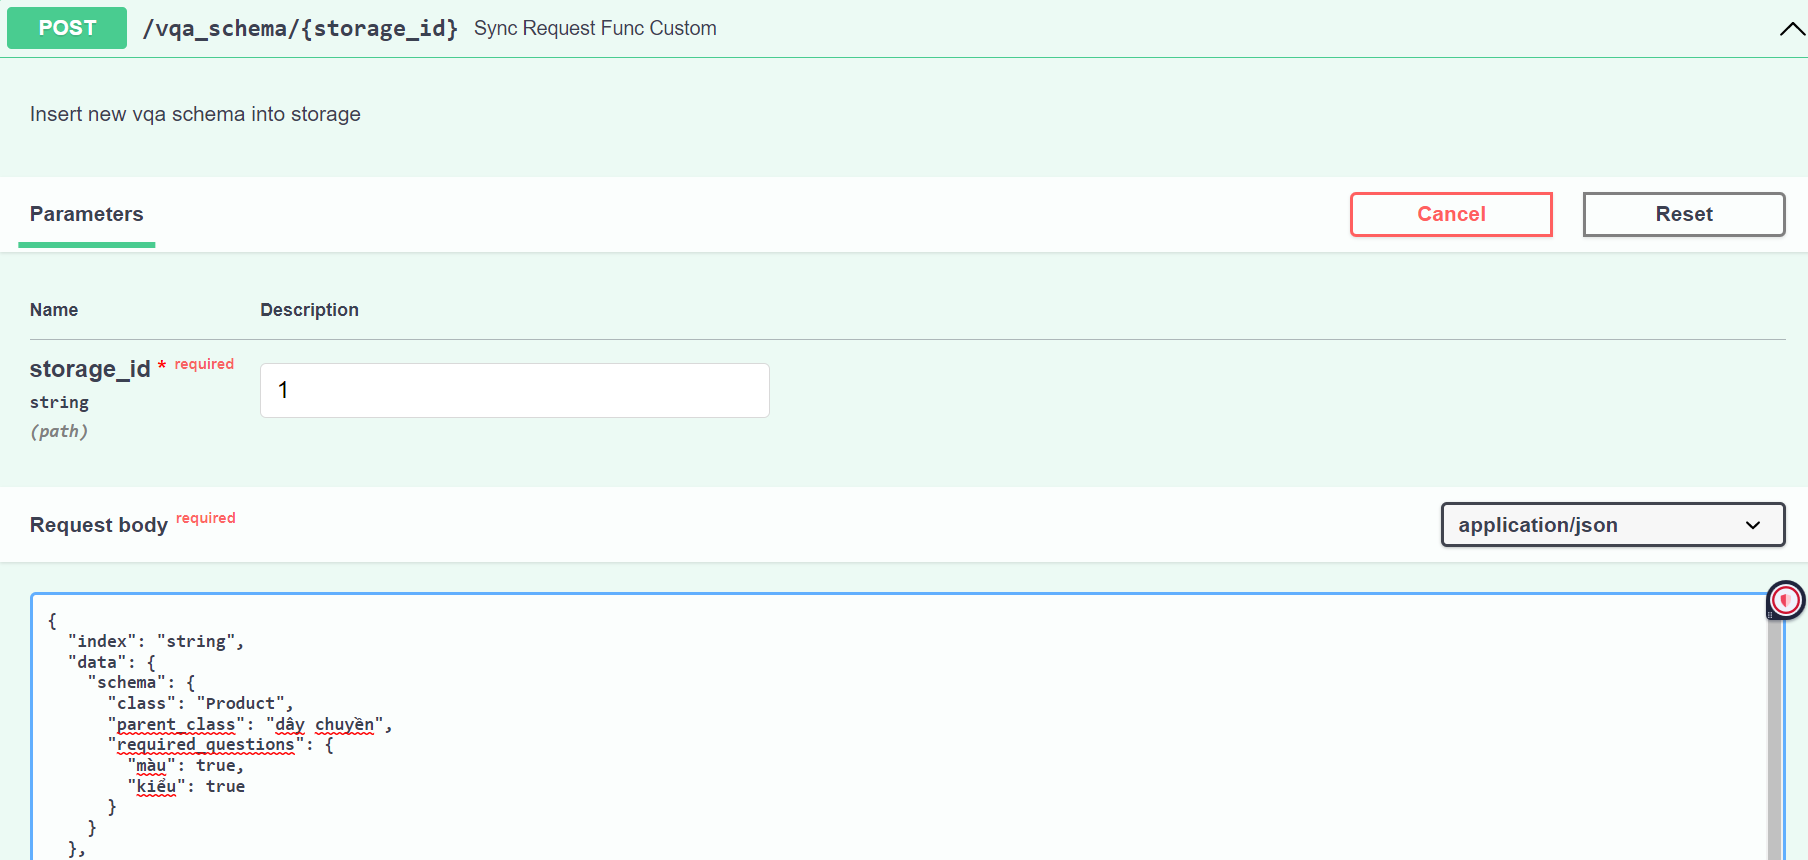 POST /vqa_schema/{storage_id} Sync Request Func Custom
Insert new vqa schema into storage
Parameters Cancel Reset
Name Description
storage_id * required 1
string
(path)
Request body required application/json
{
  "index": "string",
  "data": {
    "schema": {
      "class": "Product",
      "parent_class": "dây chuyền",
      "required_questions": {
        "màu": true,
        "kiểu": true
      }
    }
  },